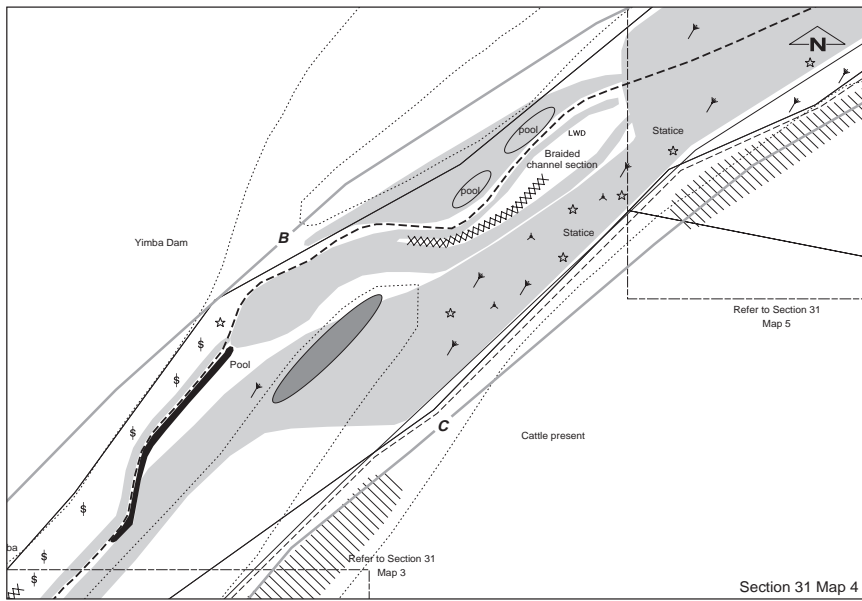 N
pool
LWD
Braided
channel section
Statice
pool
Yimba Dam
B
Statice
Refer to Section 31
Map 5
Pool
C
Cattle present
ba
Refer to Section 31
Map 3
Section 31 Map 4